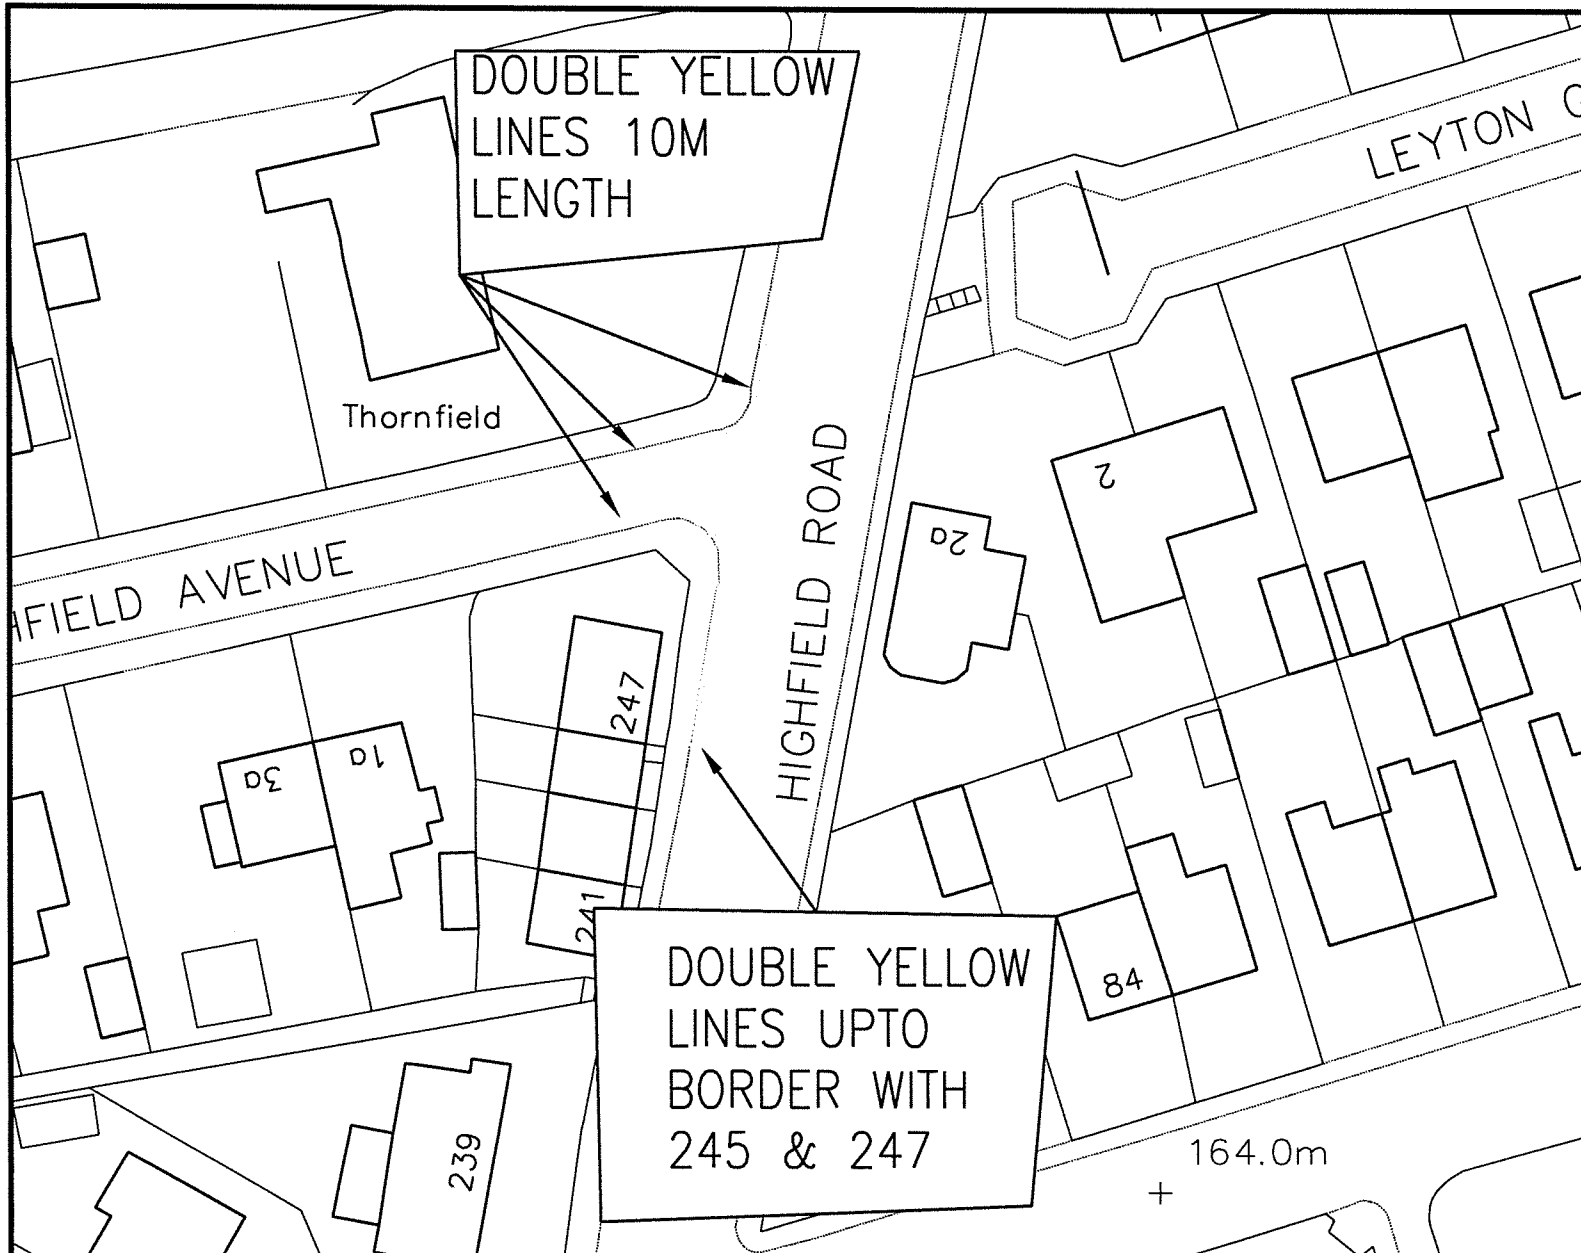 DOUBLE YELLOW
LINES 10M
LENGTH
LEYTON
Thornfield
HFIELD AVENUE
HIGHFIELD ROAD
2
2a
247
1a
3a
241
84
DOUBLE YELLOW
LINES UPTO
BORDER WITH
245 & 247
239
164.0m